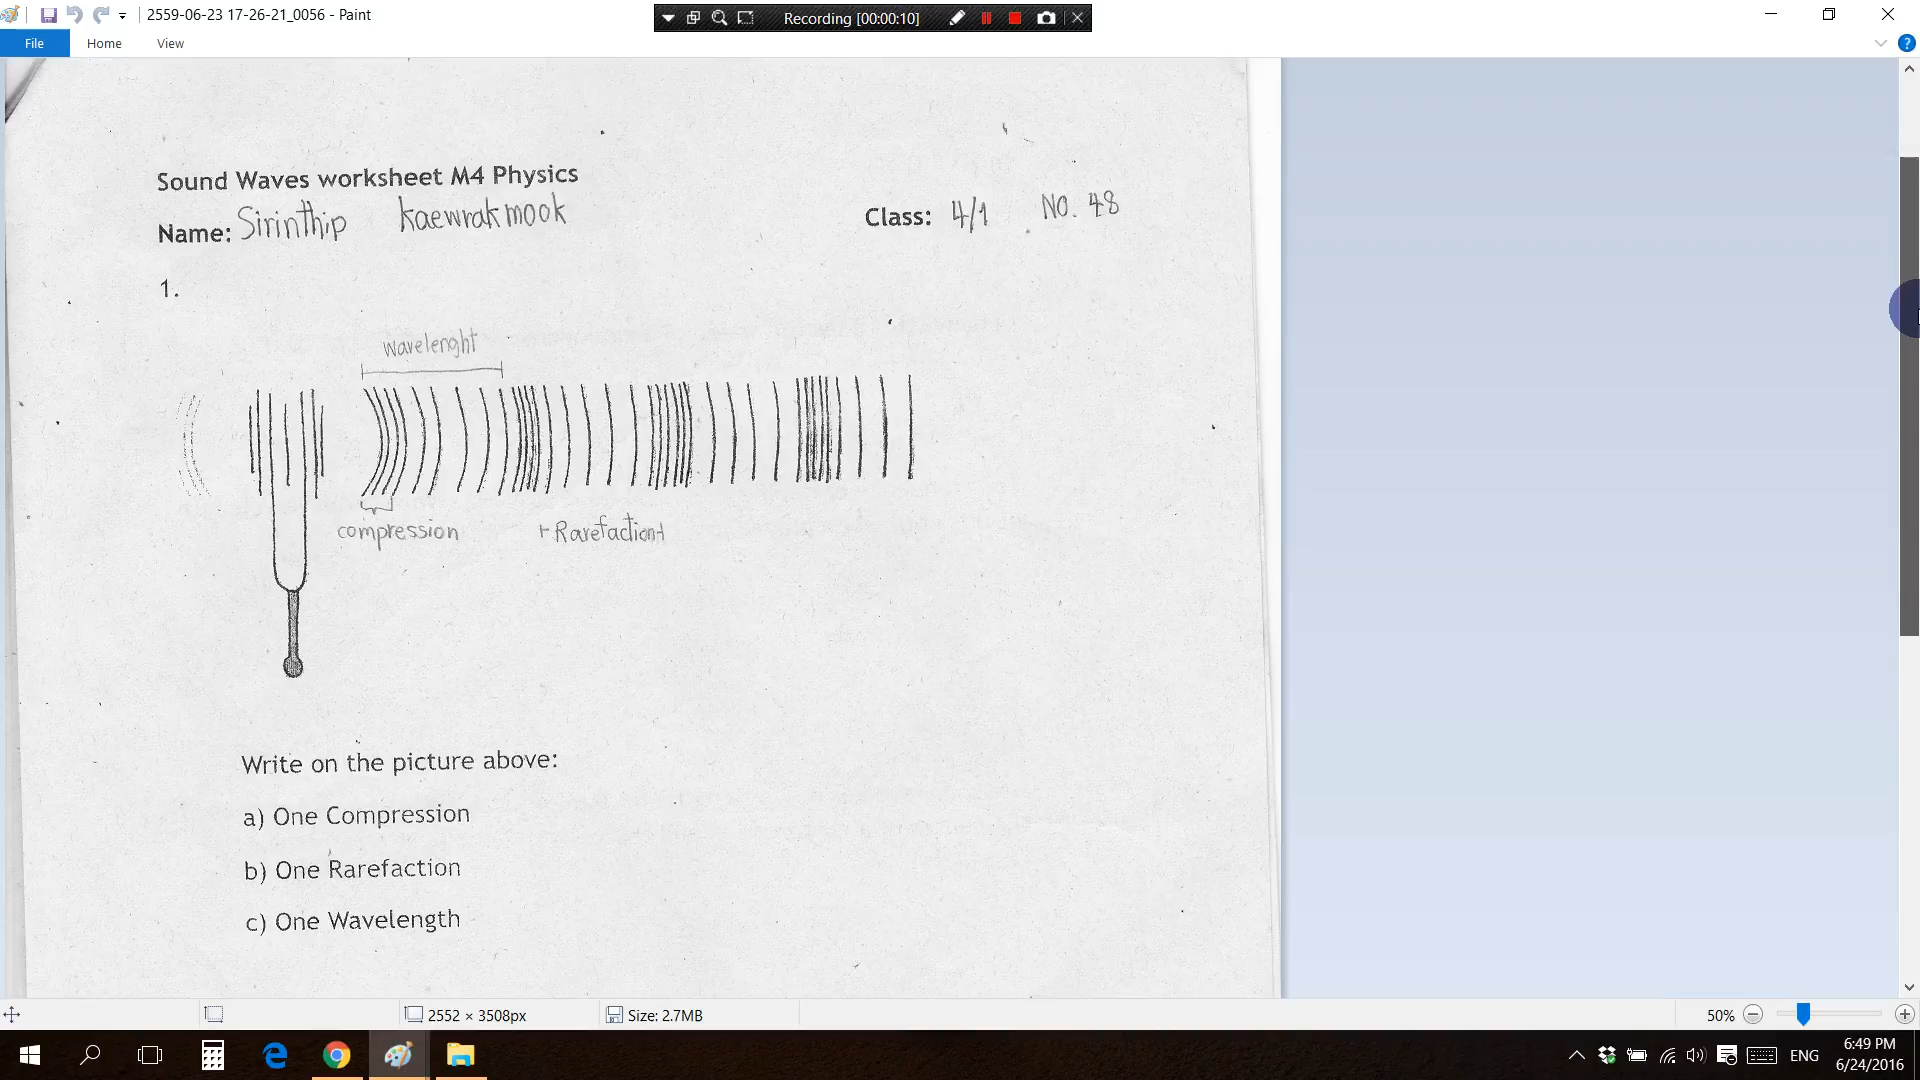 2559-06-23 17-26-21_0056 - Paint
Recording [00:00:10]
File Home View
Sound Waves worksheet M4 Physics
Name: Sirinthip kaewrakmook
Class: 4/1 NO. 48
1.
wavelenght
compression
Rarefaction
Write on the picture above:
a) One Compression
b) One Rarefaction
c) One Wavelength
2552 × 3508px
Size: 2.7MB
50%
ENG
6:49 PM
6/24/2016